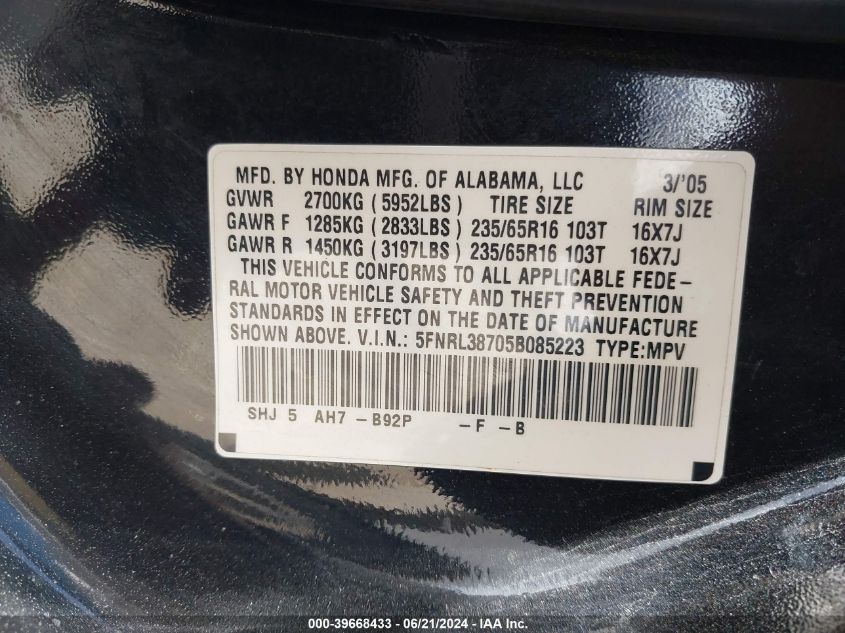 MFD. BY HONDA MFG. OF ALABAMA, LLC 3/'05
GVWR 2700KG (5952LBS) TIRE SIZE RIM SIZE
GAWR F 1285KG (2833LBS) 235/65R16 103T 16X7J
GAWR R 1450KG (3197LBS) 235/65R16 103T 16X7J
THIS VEHICLE CONFORMS TO ALL APPLICABLE FEDE-
RAL MOTOR VEHICLE SAFETY AND THEFT PREVENTION
STANDARDS IN EFFECT ON THE DATE OF MANUFACTURE
SHOWN ABOVE. V.I.N.: 5FNRL38705B085223 TYPE:MPV
SHJ 5 AH7 -B92P -F -B
000-39668433 - 06/21/2024 - IAA Inc.